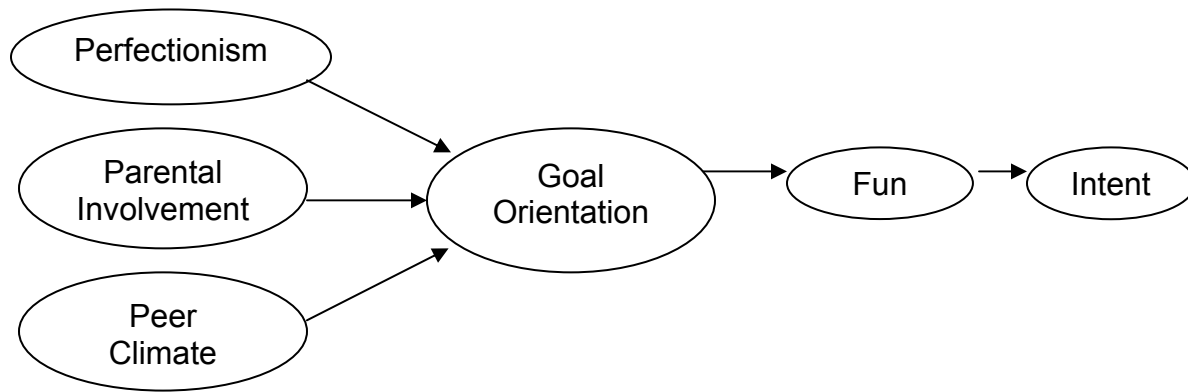 Perfectionism
Parental
Involvement
Peer
Climate
Goal
Orientation
Fun
Intent